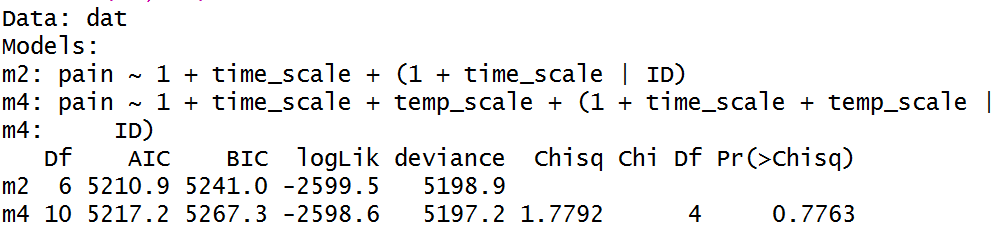 Data: dat
Models:
m2: pain ~ 1 + time_scale + (1 + time_scale | ID)
m4: pain ~ 1 + time_scale + temp_scale + (1 + time_scale + temp_scale |
m4:     ID)
   Df    AIC    BIC  logLik deviance  Chisq Chi Df Pr(>Chisq)
m2  6 5210.9 5241.0 -2599.5   5198.9
m4 10 5217.2 5267.3 -2598.6   5197.2 1.7792      4     0.7763